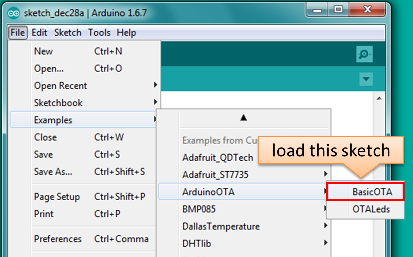 sketch_dec28a | Arduino 1.6.7
File Edit Sketch Tools Help
New Ctrl+N
Open... Ctrl+O
Open Recent
Sketchbook
Examples
Close Ctrl+W
Save Ctrl+S
Save As... Ctrl+Shift+S
Page Setup Ctrl+Shift+P
Print Ctrl+P
Preferences Ctrl+Comma
Examples from Cu
Adafruit_QDTech
Adafruit_ST7735
ArduinoOTA
BMP085
DallasTemperature
DHTlib
load this sketch
BasicOTA
OTALeds